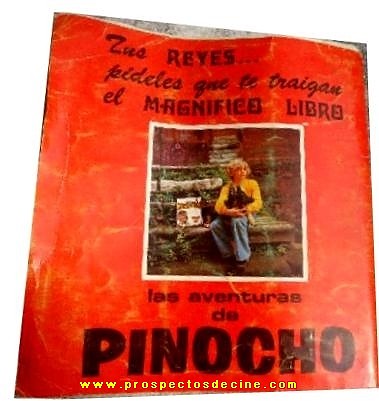 Tus REYES...
pídeles que te traigan
el MAGNIFICO LIBRO
las aventuras
de
PINOCHO
www.prospectosdecine.com